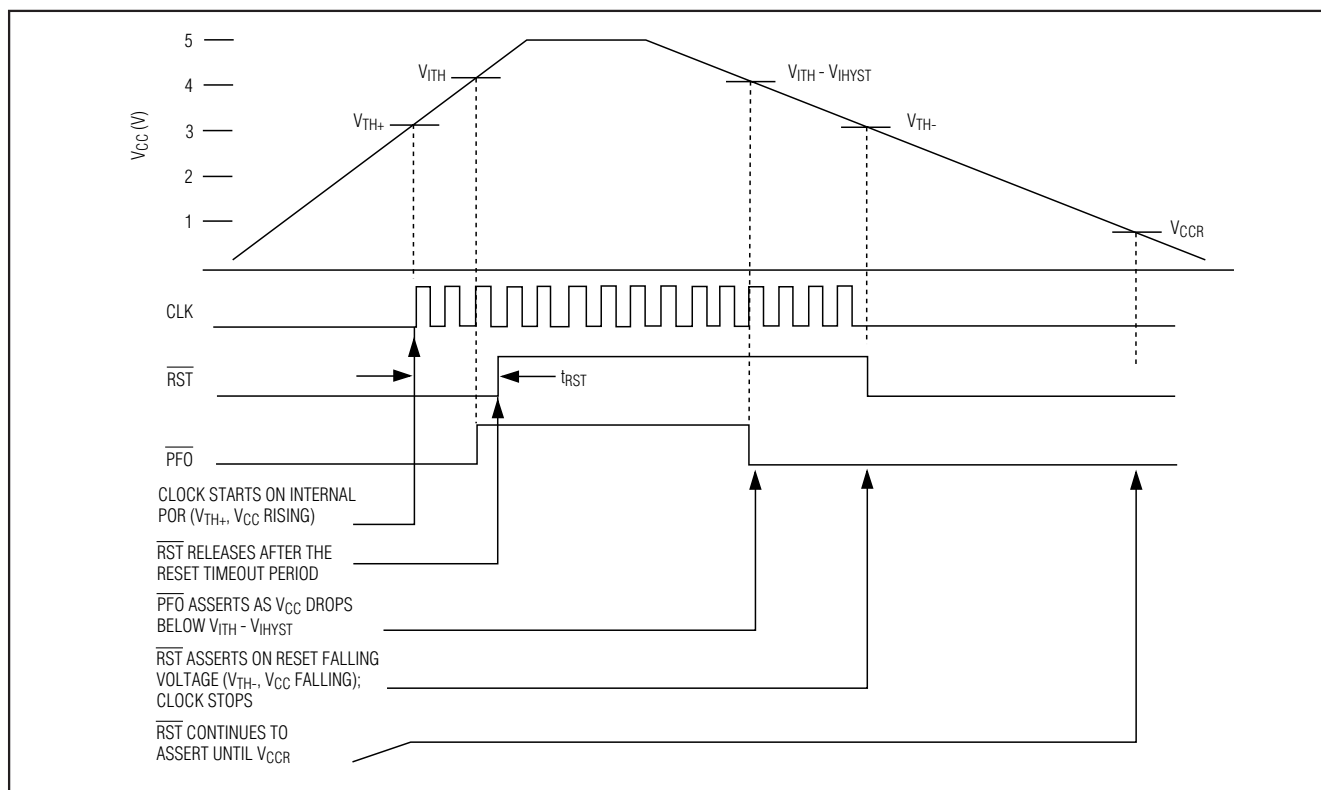 5
4
3
2
1
VCC (V)
VTH+
VITH
VITH - VIHYST
VTH-
VCCR
CLK
RST
tRST
PFO
CLOCK STARTS ON INTERNAL
POR (VTH+, VCC RISING)
RST RELEASES AFTER THE
RESET TIMEOUT PERIOD
PFO ASSERTS AS VCC DROPS
BELOW VITH - VIHYST
RST ASSERTS ON RESET FALLING
VOLTAGE (VTH-, VCC FALLING);
CLOCK STOPS
RST CONTINUES TO
ASSERT UNTIL VCCR